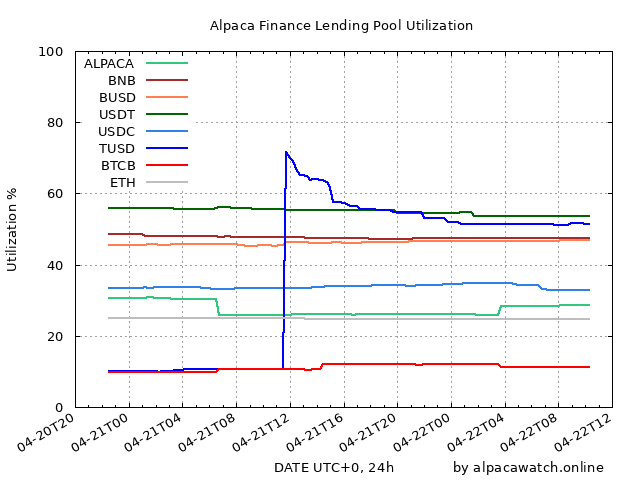 Alpaca Finance Lending Pool Utilization
Utilization %
100
80
60
40
20
0
ALPACA
BNB
BUSD
USDT
USDC
TUSD
BTCB
ETH
04-20T20
04-21T00
04-21T04
04-21T08
04-21T12
04-21T16
04-21T20
04-22T00
04-22T04
04-22T08
04-22T12
DATE UTC+0, 24h
by alpacawatch.online